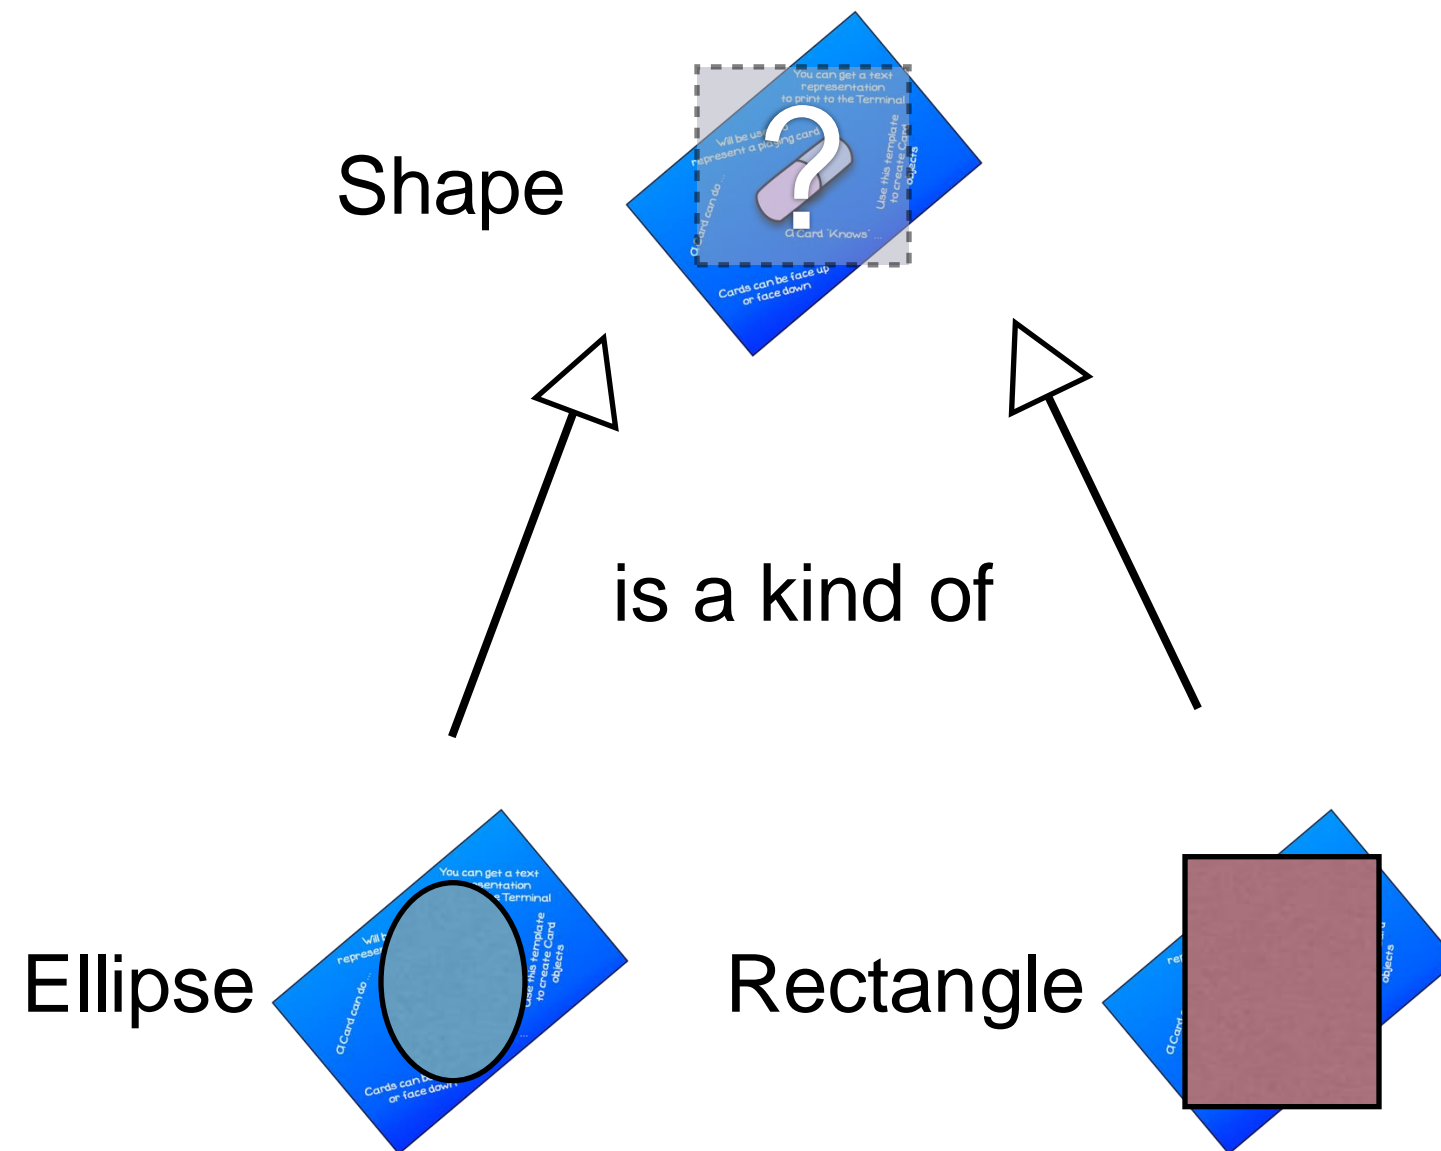 You can get a text
representation
to print to the Terminal
Will be used to
represent a playing card
Use this template
to create Card
objects
Shape
?
A Card can do ...
A Card 'Knows' ...
Cards can be face up
or face down
is a kind of
You can get a text
Terminal
Use this template
to create Card
objects
A Card can do ...
Ellipse
...
Cards can
or face down
Rectangle
objects
A Card